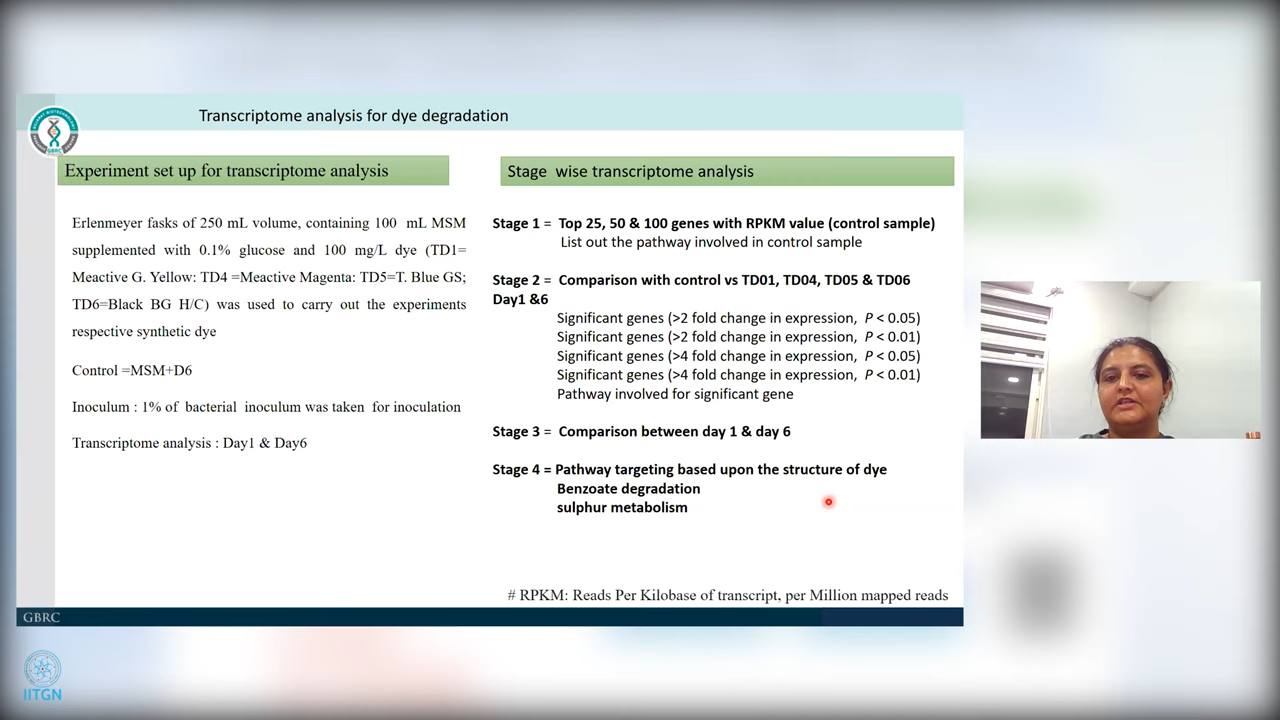 Transcriptome analysis for dye degradation
Experiment set up for transcriptome analysis
Erlenmeyer fasks of 250 mL volume, containing 100 mL MSM
supplemented with 0.1% glucose and 100 mg/L dye (TD1=
Meactive G. Yellow: TD4 =Meactive Magenta: TD5=T. Blue GS;
TD6=Black BG H/C) was used to carry out the experiments
respective synthetic dye
Control =MSM+D6
Inoculum : 1% of bacterial inoculum was taken for inoculation
Transcriptome analysis : Day1 & Day6
Stage wise transcriptome analysis
Stage 1 = Top 25, 50 & 100 genes with RPKM value (control sample)
List out the pathway involved in control sample
Stage 2 = Comparison with control vs TD01, TD04, TD05 & TD06
Day1 &6
Significant genes (>2 fold change in expression, P < 0.05)
Significant genes (>2 fold change in expression, P < 0.01)
Significant genes (>4 fold change in expression, P < 0.05)
Significant genes (>4 fold change in expression, P < 0.01)
Pathway involved for significant gene
Stage 3 = Comparison between day 1 & day 6
Stage 4 = Pathway targeting based upon the structure of dye
Benzoate degradation
sulphur metabolism
# RPKM: Reads Per Kilobase of transcript, per Million mapped reads
GBRC
IITGN